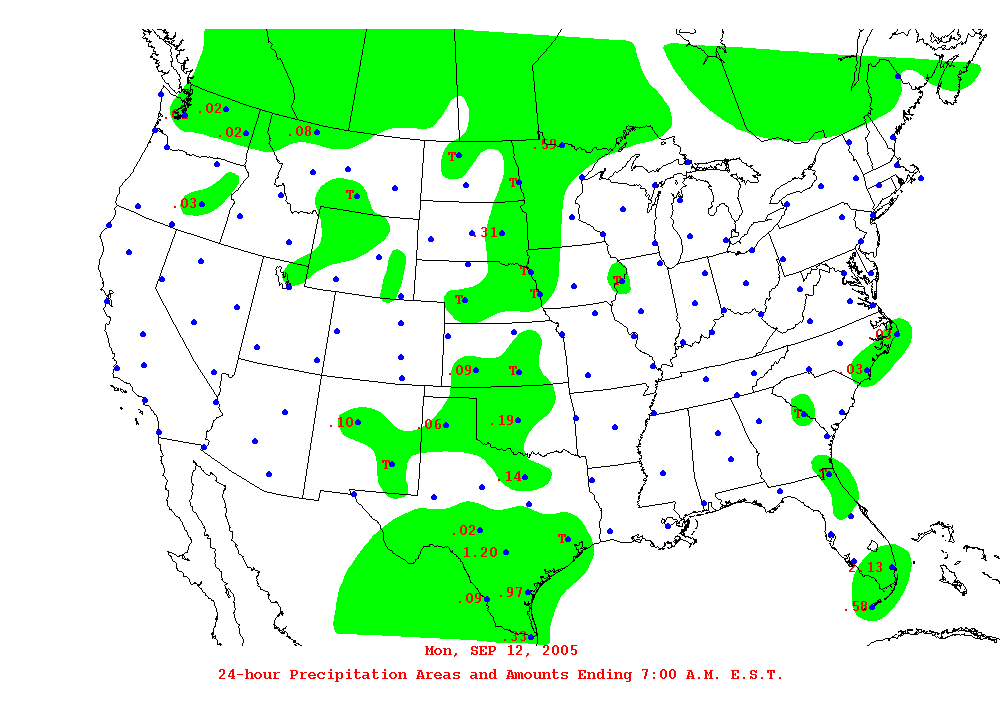 .02
.02
.08
.59
T
T
T
.03
.31
T
T
T
T
.03
.09
T
.03
.10
.06
.19
T
T
.14
T
.02
T
1.20
2.13
.09
.97
.58
.33
Mon, SEP 12, 2005
24-hour Precipitation Areas and Amounts Ending 7:00 A.M. E.S.T.